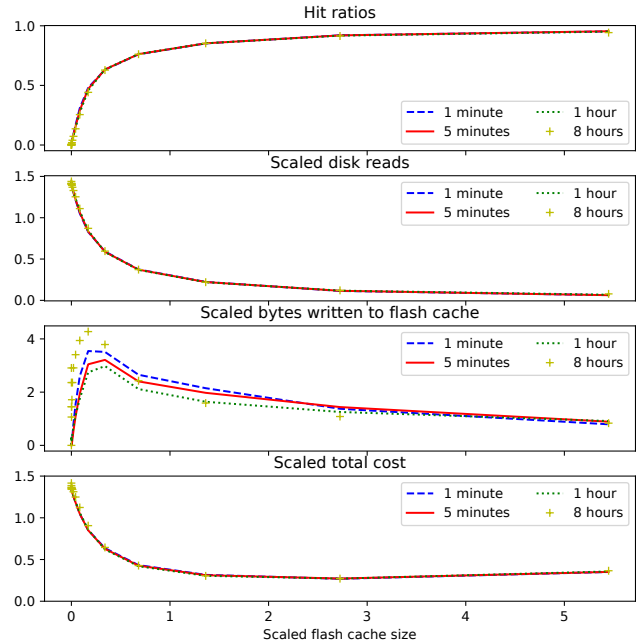 Hit ratios
1.0
0.5
0.0
1 minute
5 minutes
1 hour
8 hours
Scaled disk reads
1.5
1.0
0.5
0.0
1 minute
5 minutes
1 hour
8 hours
Scaled bytes written to flash cache
4
2
0
1 minute
5 minutes
1 hour
8 hours
Scaled total cost
1.5
1.0
0.5
0.0
1 minute
5 minutes
1 hour
8 hours
0 1 2 3 4 5
Scaled flash cache size